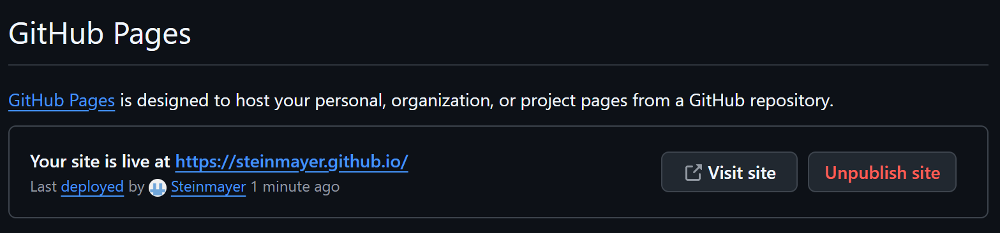 GitHub Pages
GitHub Pages is designed to host your personal, organization, or project pages from a GitHub repository.
Your site is live at https://steinmayer.github.io/
Last deployed by Steinmayer 1 minute ago
Visit site
Unpublish site